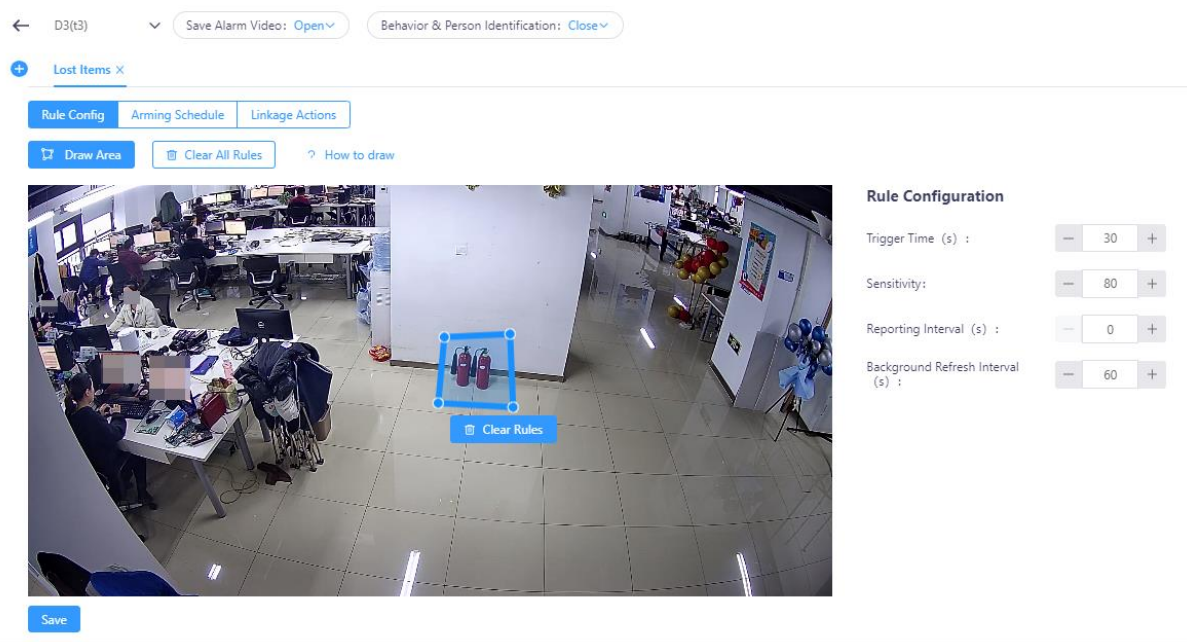 D3(t3) Save Alarm Video: Open Behavior & Person Identification: Close
Lost Items ×
Rule Config Arming Schedule Linkage Actions
Draw Area Clear All Rules ? How to draw
Rule Configuration
Trigger Time (s) : − 30 +
Sensitivity: − 80 +
Reporting Interval (s) : − 0 +
Background Refresh Interval
(s) : − 60 +
Clear Rules
Save